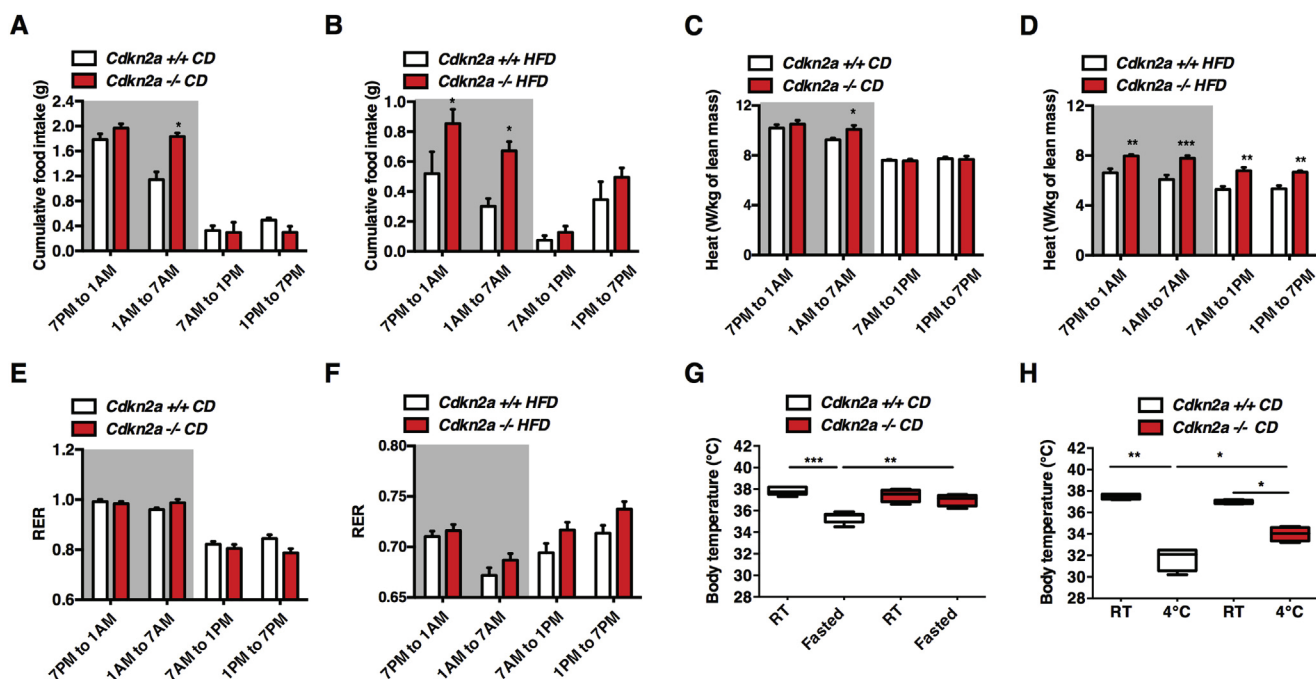 A
Cdkn2a +/+ CD
Cdkn2a -/- CD
Cumulative food intake (g)
2.4
2.0
1.6
1.2
0.8
0.4
0.0
*
7PM to 1AM
1AM to 7AM
7AM to 1PM
1PM to 7PM
B
Cdkn2a +/+ HFD
Cdkn2a -/- HFD
Cumulative food intake (g)
1.0
0.8
0.6
0.4
0.2
0.0
*
*
7PM to 1AM
1AM to 7AM
7AM to 1PM
1PM to 7PM
C
Cdkn2a +/+ CD
Cdkn2a -/- CD
Heat (W/kg of lean mass)
12
8
4
0
*
7PM to 1AM
1AM to 7AM
7AM to 1PM
1PM to 7PM
D
Cdkn2a +/+ HFD
Cdkn2a -/- HFD
Heat (W/kg of lean mass)
12
8
4
0
**
***
**
**
7PM to 1AM
1AM to 7AM
7AM to 1PM
1PM to 7PM
E
Cdkn2a +/+ CD
Cdkn2a -/- CD
RER
1.2
1.0
0.8
0.6
7PM to 1AM
1AM to 7AM
7AM to 1PM
1PM to 7PM
F
Cdkn2a +/+ HFD
Cdkn2a -/- HFD
RER
0.80
0.75
0.70
0.65
7PM to 1AM
1AM to 7AM
7AM to 1PM
1PM to 7PM
G
Cdkn2a +/+ CD
Cdkn2a -/- CD
Body temperature (°C)
42
40
38
36
34
32
30
28
***
**
RT
Fasted
RT
Fasted
H
Cdkn2a +/+ CD
Cdkn2a -/- CD
Body temperature (°C)
42
40
38
36
34
32
30
28
**
*
*
RT
4°C
RT
4°C